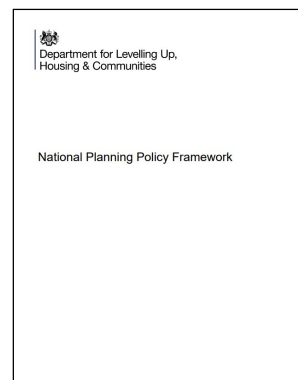 Department for Levelling Up,
Housing & Communities
National Planning Policy Framework